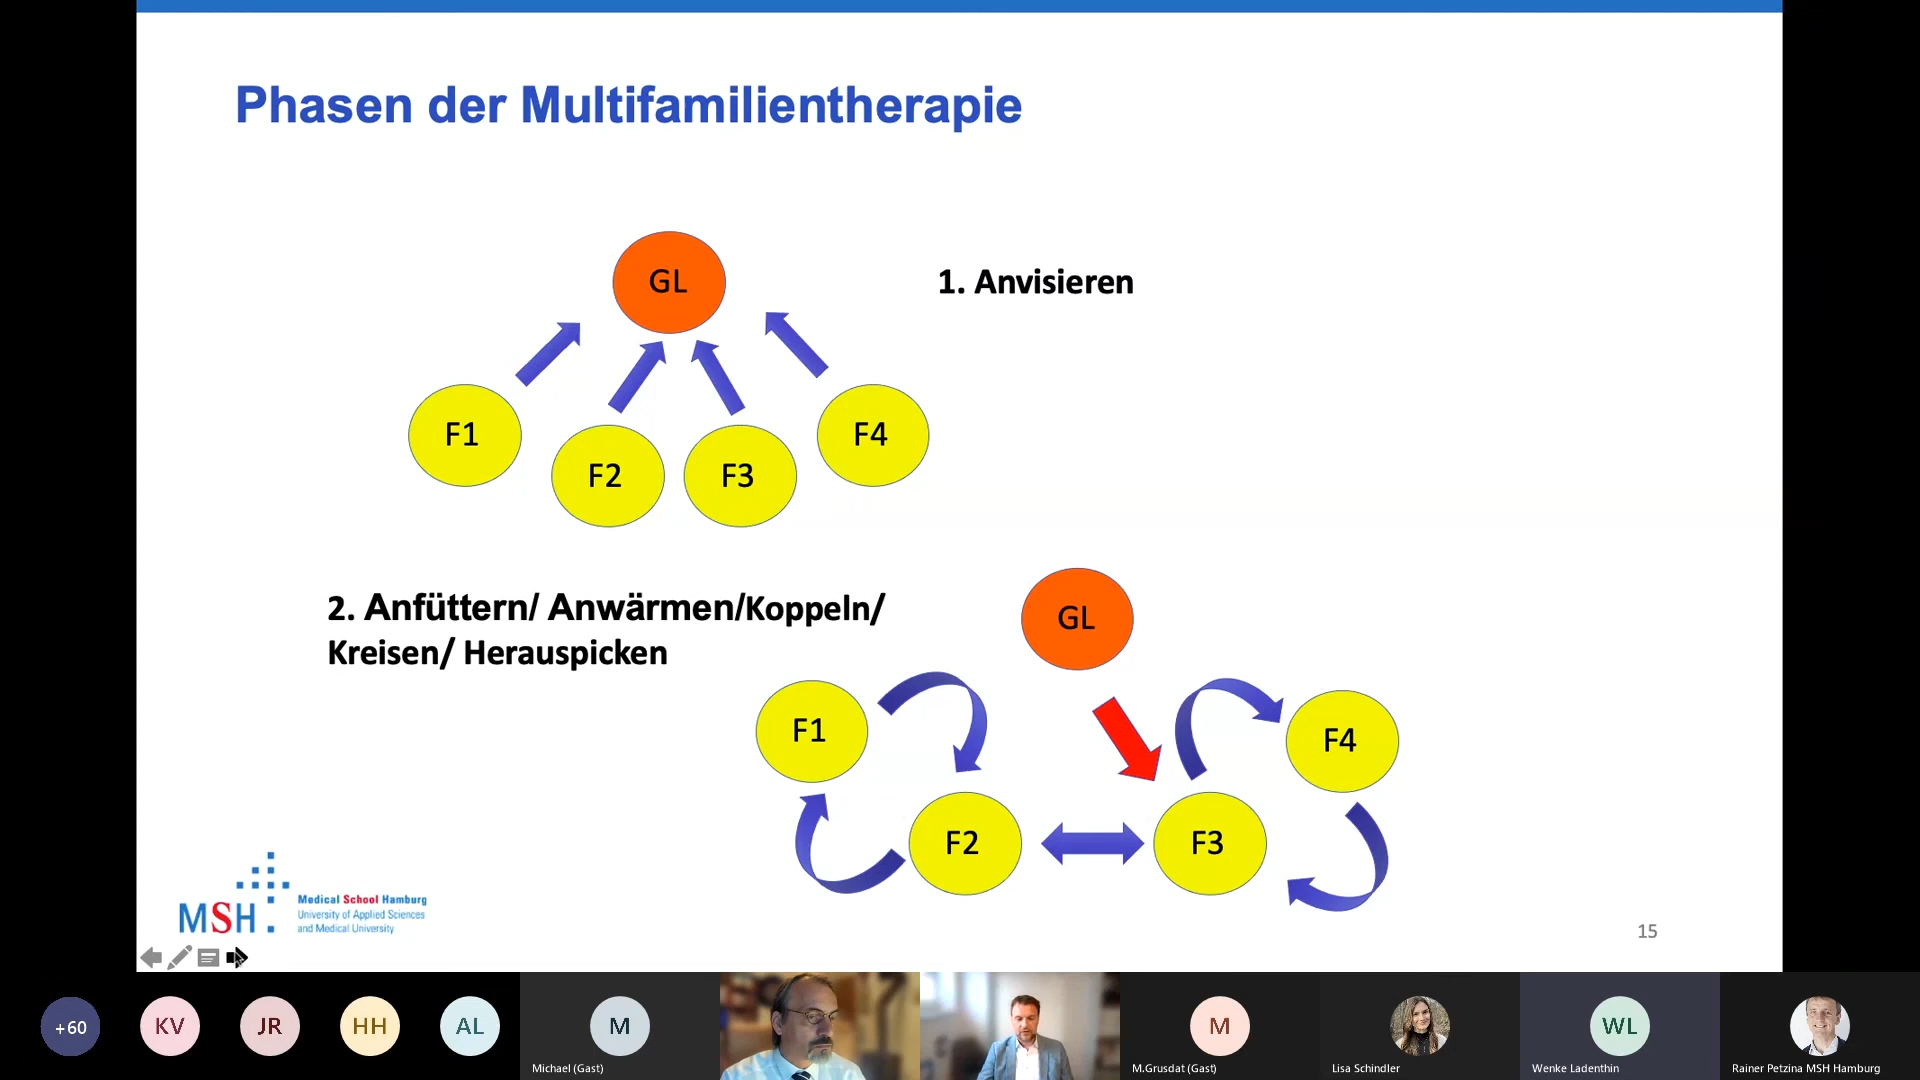 Phasen der Multifamilientherapie
GL
1. Anvisieren
F1
F2
F3
F4
2. Anfüttern/ Anwärmen/Koppeln/
Kreisen/ Herauspicken
GL
F1
F2
F3
F4
MSH
Medical School Hamburg
University of Applied Sciences
and Medical University
15
+60
KV
JR
HH
AL
M
Michael (Gast)
M
M.Grusdat (Gast)
Lisa Schindler
WL
Wenke Ladenthin
Rainer Petzina MSH Hamburg